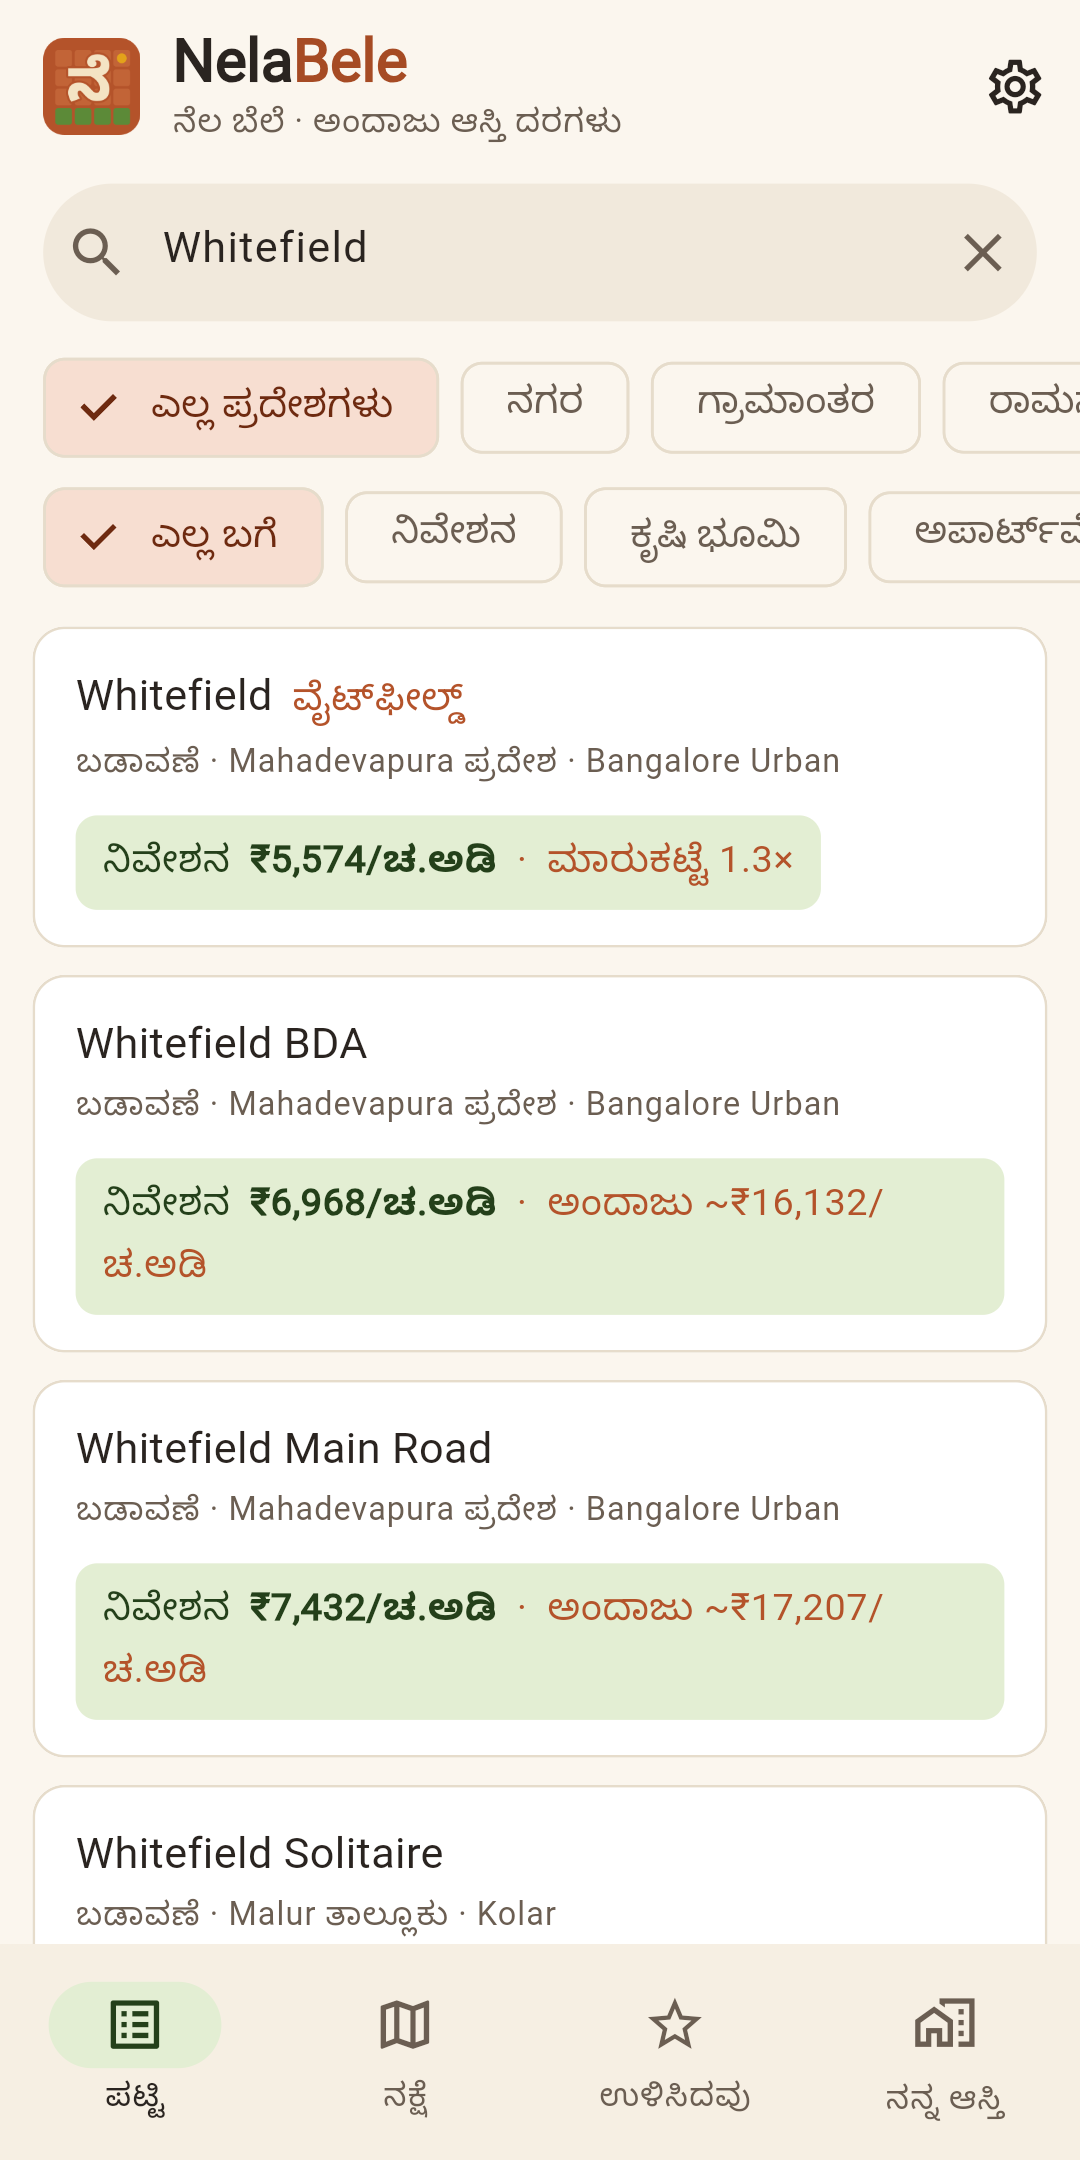 ನೆ
NelaBele
ನೆಲ ಬೆಲೆ · ಅಂದಾಜು ಆಸ್ತಿ ದರಗಳು
Whitefield
ಎಲ್ಲ ಪ್ರದೇಶಗಳು ನಗರ ಗ್ರಾಮಾಂತರ
ಎಲ್ಲ ಬಗೆ ನಿವೇಶನ ಕೃಷಿ ಭೂಮಿ
Whitefield ವೈಟ್‌ಫೀಲ್ಡ್
ಬಡಾವಣೆ · Mahadevapura ಪ್ರದೇಶ · Bangalore Urban
ನಿವೇಶನ ₹5,574/ಚ.ಅಡಿ · ಮಾರುಕಟ್ಟೆ 1.3×
Whitefield BDA
ಬಡಾವಣೆ · Mahadevapura ಪ್ರದೇಶ · Bangalore Urban
ನಿವೇಶನ ₹6,968/ಚ.ಅಡಿ · ಅಂದಾಜು ~₹16,132/
ಚ.ಅಡಿ
Whitefield Main Road
ಬಡಾವಣೆ · Mahadevapura ಪ್ರದೇಶ · Bangalore Urban
ನಿವೇಶನ ₹7,432/ಚ.ಅಡಿ · ಅಂದಾಜು ~₹17,207/
ಚ.ಅಡಿ
Whitefield Solitaire
ಬಡಾವಣೆ · Malur ತಾಲ್ಲೂಕು · Kolar
ಪಟ್ಟಿ ನಕ್ಷೆ ಉಳಿಸಿದವು ನನ್ನ ಆಸ್ತಿ